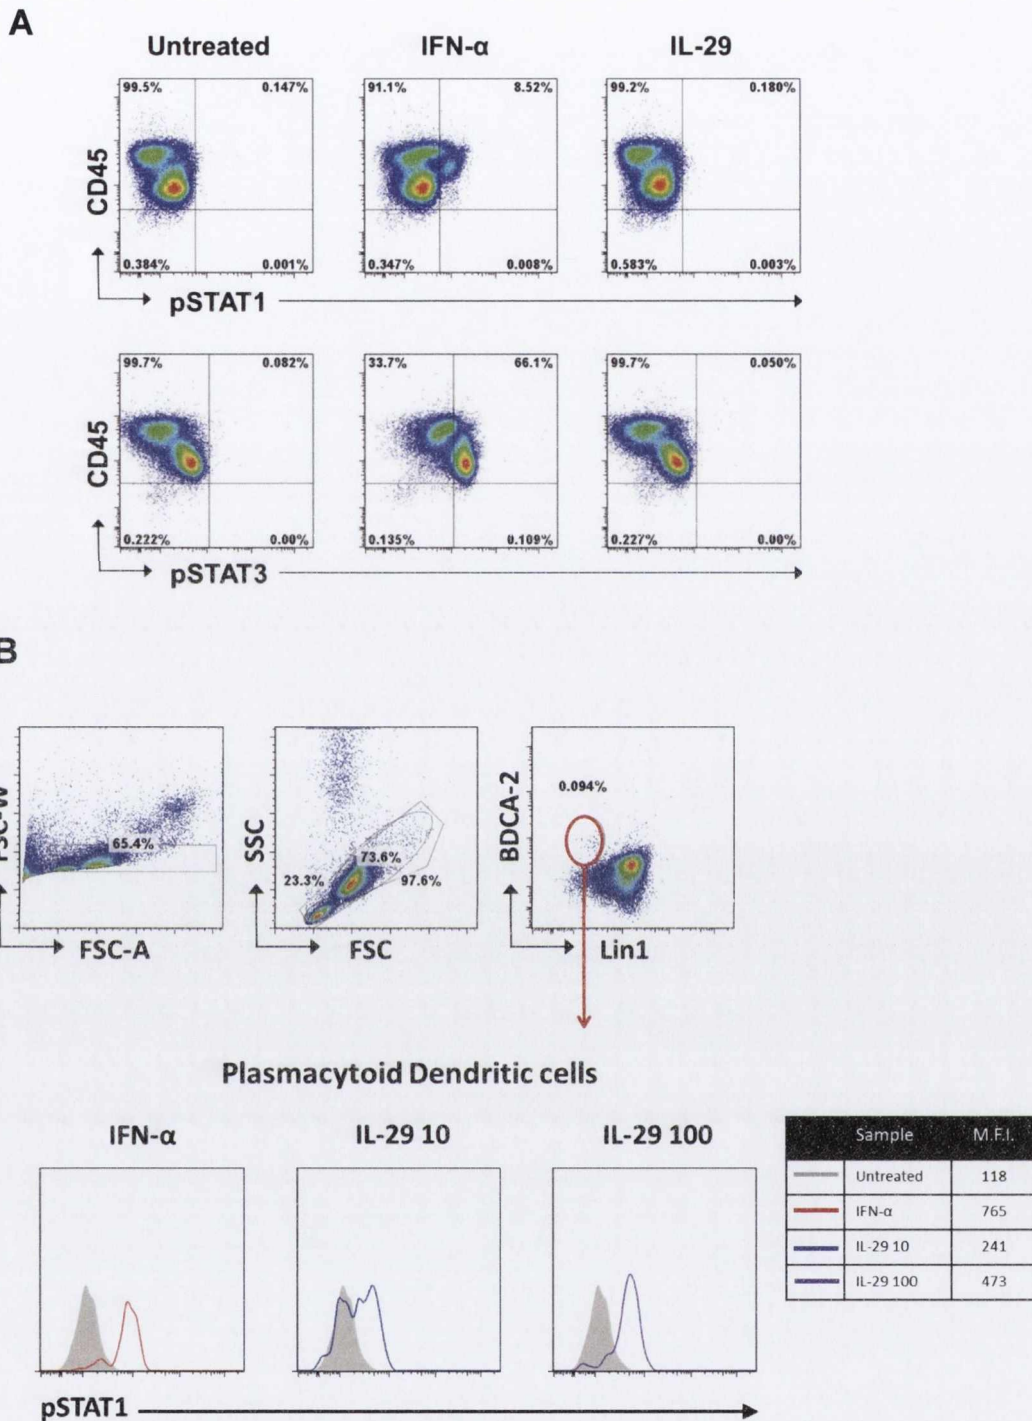 A
Untreated IFN-α IL-29
99.5% 0.147% 91.1% 8.52% 99.2% 0.180%
CD45
0.384% 0.001% 0.347% 0.008% 0.583% 0.003%
pSTAT1
99.7% 0.082% 33.7% 66.1% 99.7% 0.050%
CD45
0.222% 0.00% 0.135% 0.109% 0.227% 0.00%
pSTAT3
B
FSC-W
65.4%
FSC-A
SSC
73.6%
23.3% 97.6%
FSC
BDCA-2
0.094%
Lin1
Plasmacytoid Dendritic cells
IFN-α IL-29 10 IL-29 100
pSTAT1
Sample M.F.I.
Untreated 118
IFN-α 765
IL-29 10 241
IL-29 100 473